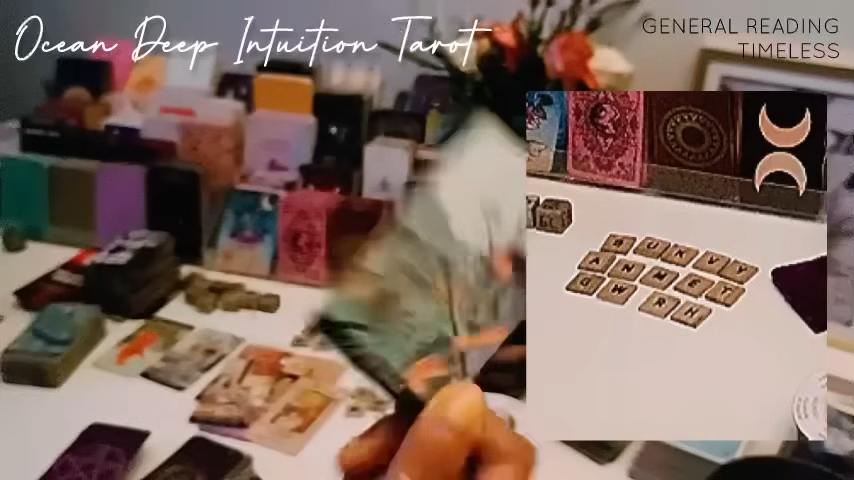 Ocean Deep Intuition Tarot
GENERAL READING
TIMELESS
B U K V Y
A N M E T
G W R H